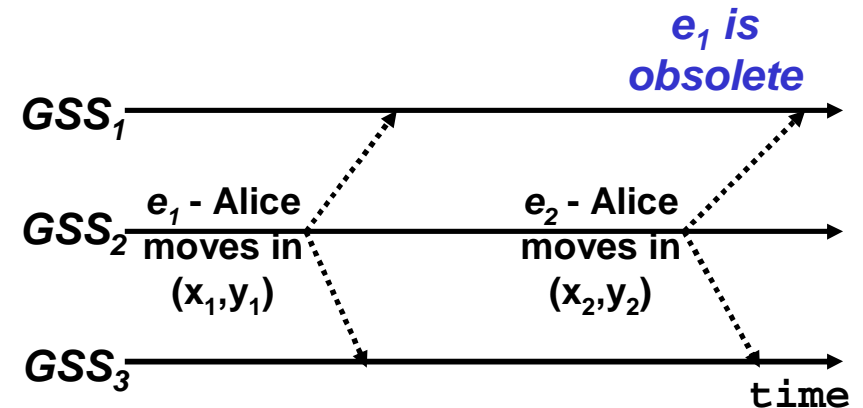 e₁ is
obsolete
GSS₁
GSS₂
e₁ - Alice
moves in
(x₁,y₁)
e₂ - Alice
moves in
(x₂,y₂)
GSS₃
time